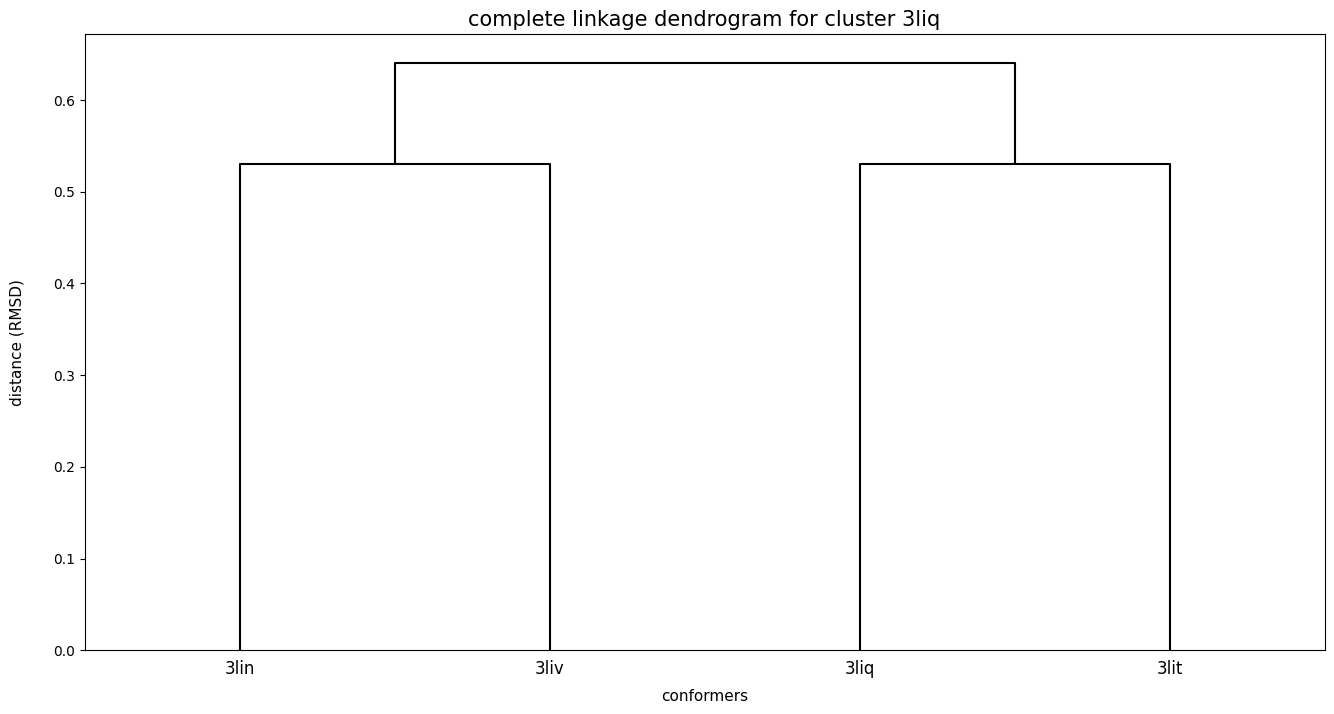 complete linkage dendrogram for cluster 3liq
0.6
0.5
0.4
0.3
0.2
0.1
0.0
distance (RMSD)
3lin 3liv 3liq 3lit
conformers